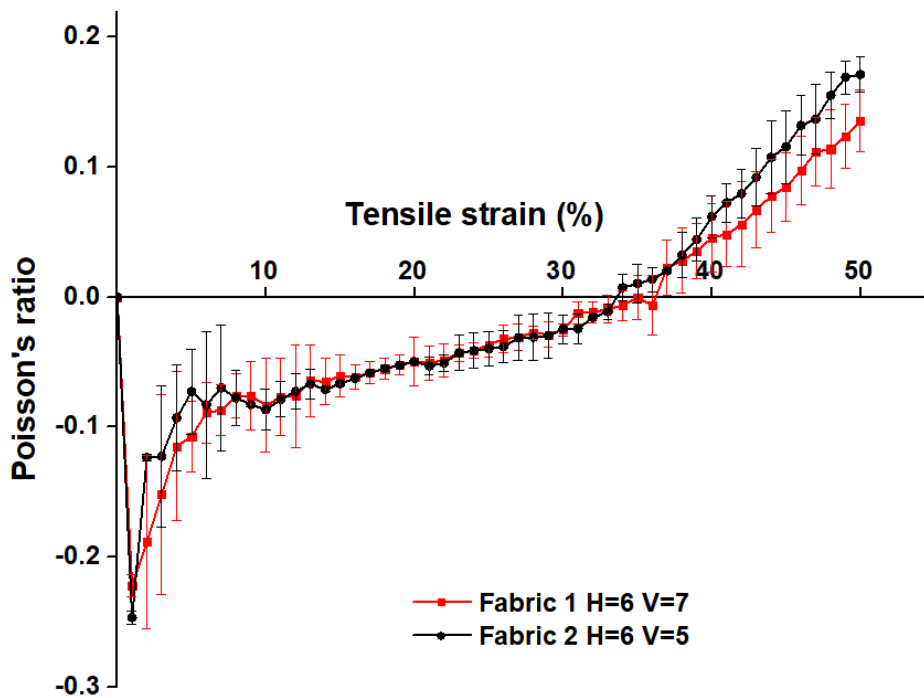 0.2
0.1
Tensile strain (%)
10
20
30
40
50
0.0
Poisson's ratio
-0.1
-0.2
Fabric 1 H=6 V=7
Fabric 2 H=6 V=5
-0.3